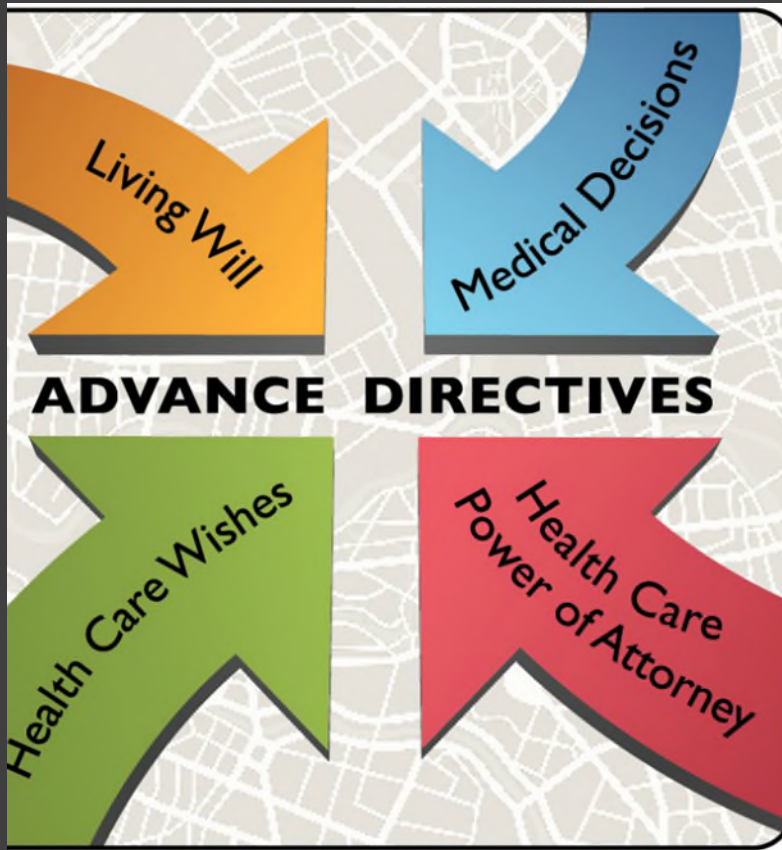 Living Will
Medical Decisions
ADVANCE DIRECTIVES
Health Care Wishes
Health Care
Power of Attorney